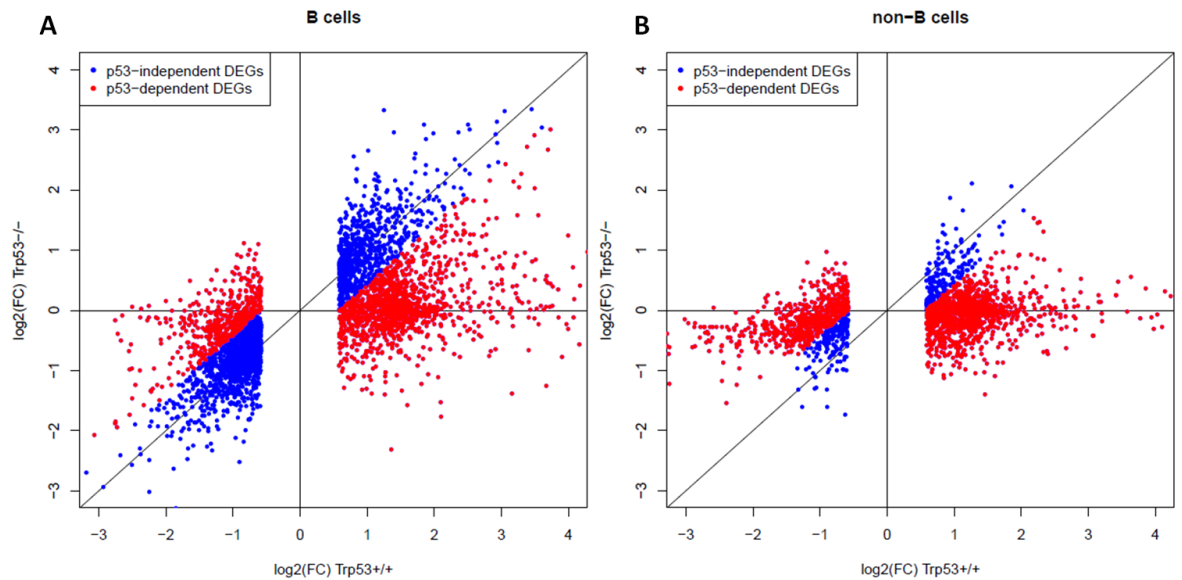 A
B cells
p53−independent DEGs
p53−dependent DEGs
log2(FC) Trp53−/−
4
3
2
1
0
−1
−2
−3
−3
−2
−1
0
1
2
3
4
log2(FC) Trp53+/+
B
non−B cells
p53−independent DEGs
p53−dependent DEGs
log2(FC) Trp53−/−
4
3
2
1
0
−1
−2
−3
−3
−2
−1
0
1
2
3
4
log2(FC) Trp53+/+